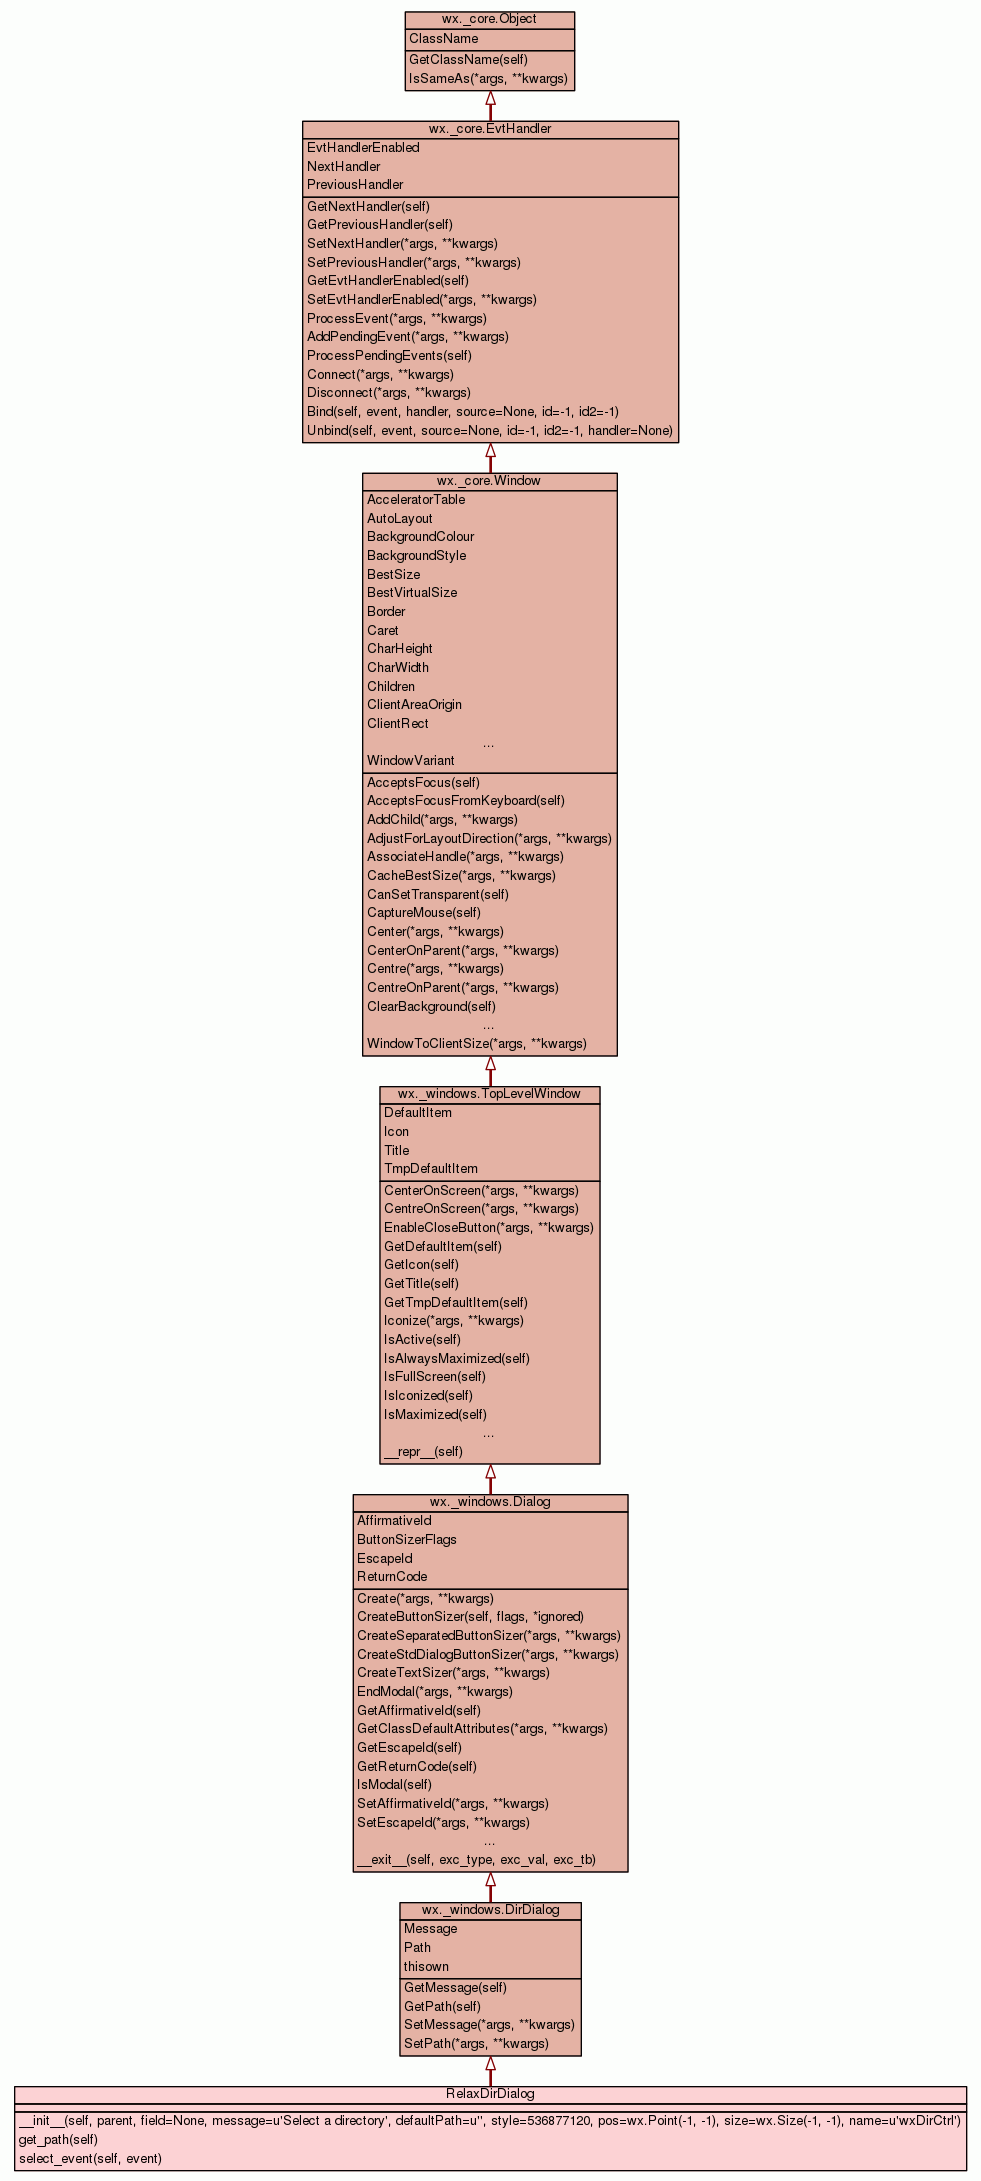 wx._core.Object
ClassName
GetClassName(self)
IsSameAs(*args, **kwargs)
wx._core.EvtHandler
EvtHandlerEnabled
NextHandler
PreviousHandler
GetNextHandler(self)
GetPreviousHandler(self)
SetNextHandler(*args, **kwargs)
SetPreviousHandler(*args, **kwargs)
GetEvtHandlerEnabled(self)
SetEvtHandlerEnabled(*args, **kwargs)
ProcessEvent(*args, **kwargs)
AddPendingEvent(*args, **kwargs)
ProcessPendingEvents(self)
Connect(*args, **kwargs)
Disconnect(*args, **kwargs)
Bind(self, event, handler, source=None, id=-1, id2=-1)
Unbind(self, event, source=None, id=-1, id2=-1, handler=None)
wx._core.Window
AcceleratorTable
AutoLayout
BackgroundColour
BackgroundStyle
BestSize
BestVirtualSize
Border
Caret
CharHeight
CharWidth
Children
ClientAreaOrigin
ClientRect
...
WindowVariant
AcceptsFocus(self)
AcceptsFocusFromKeyboard(self)
AddChild(*args, **kwargs)
AdjustForLayoutDirection(*args, **kwargs)
AssociateHandle(*args, **kwargs)
CacheBestSize(*args, **kwargs)
CanSetTransparent(self)
CaptureMouse(self)
Center(*args, **kwargs)
CenterOnParent(*args, **kwargs)
Centre(*args, **kwargs)
CentreOnParent(*args, **kwargs)
ClearBackground(self)
...
WindowToClientSize(*args, **kwargs)
wx._windows.TopLevelWindow
DefaultItem
Icon
Title
TmpDefaultItem
CenterOnScreen(*args, **kwargs)
CentreOnScreen(*args, **kwargs)
EnableCloseButton(*args, **kwargs)
GetDefaultItem(self)
GetIcon(self)
GetTitle(self)
GetTmpDefaultItem(self)
Iconize(*args, **kwargs)
IsActive(self)
IsAlwaysMaximized(self)
IsFullScreen(self)
IsIconized(self)
IsMaximized(self)
...
__repr__(self)
wx._windows.Dialog
AffirmativeId
ButtonSizerFlags
EscapeId
ReturnCode
Create(*args, **kwargs)
CreateButtonSizer(self, flags, *ignored)
CreateSeparatedButtonSizer(*args, **kwargs)
CreateStdDialogButtonSizer(*args, **kwargs)
CreateTextSizer(*args, **kwargs)
EndModal(*args, **kwargs)
GetAffirmativeId(self)
GetClassDefaultAttributes(*args, **kwargs)
GetEscapeId(self)
GetReturnCode(self)
IsModal(self)
SetAffirmativeId(*args, **kwargs)
SetEscapeId(*args, **kwargs)
...
__exit__(self, exc_type, exc_val, exc_tb)
wx._windows.DirDialog
Message
Path
thisown
GetMessage(self)
GetPath(self)
SetMessage(*args, **kwargs)
SetPath(*args, **kwargs)
RelaxDirDialog
__init__(self, parent, field=None, message=u'Select a directory', defaultPath=u'', style=536877120, pos=wx.Point(-1, -1), size=wx.Size(-1, -1), name=u'wxDirCtrl')
get_path(self)
select_event(self, event)